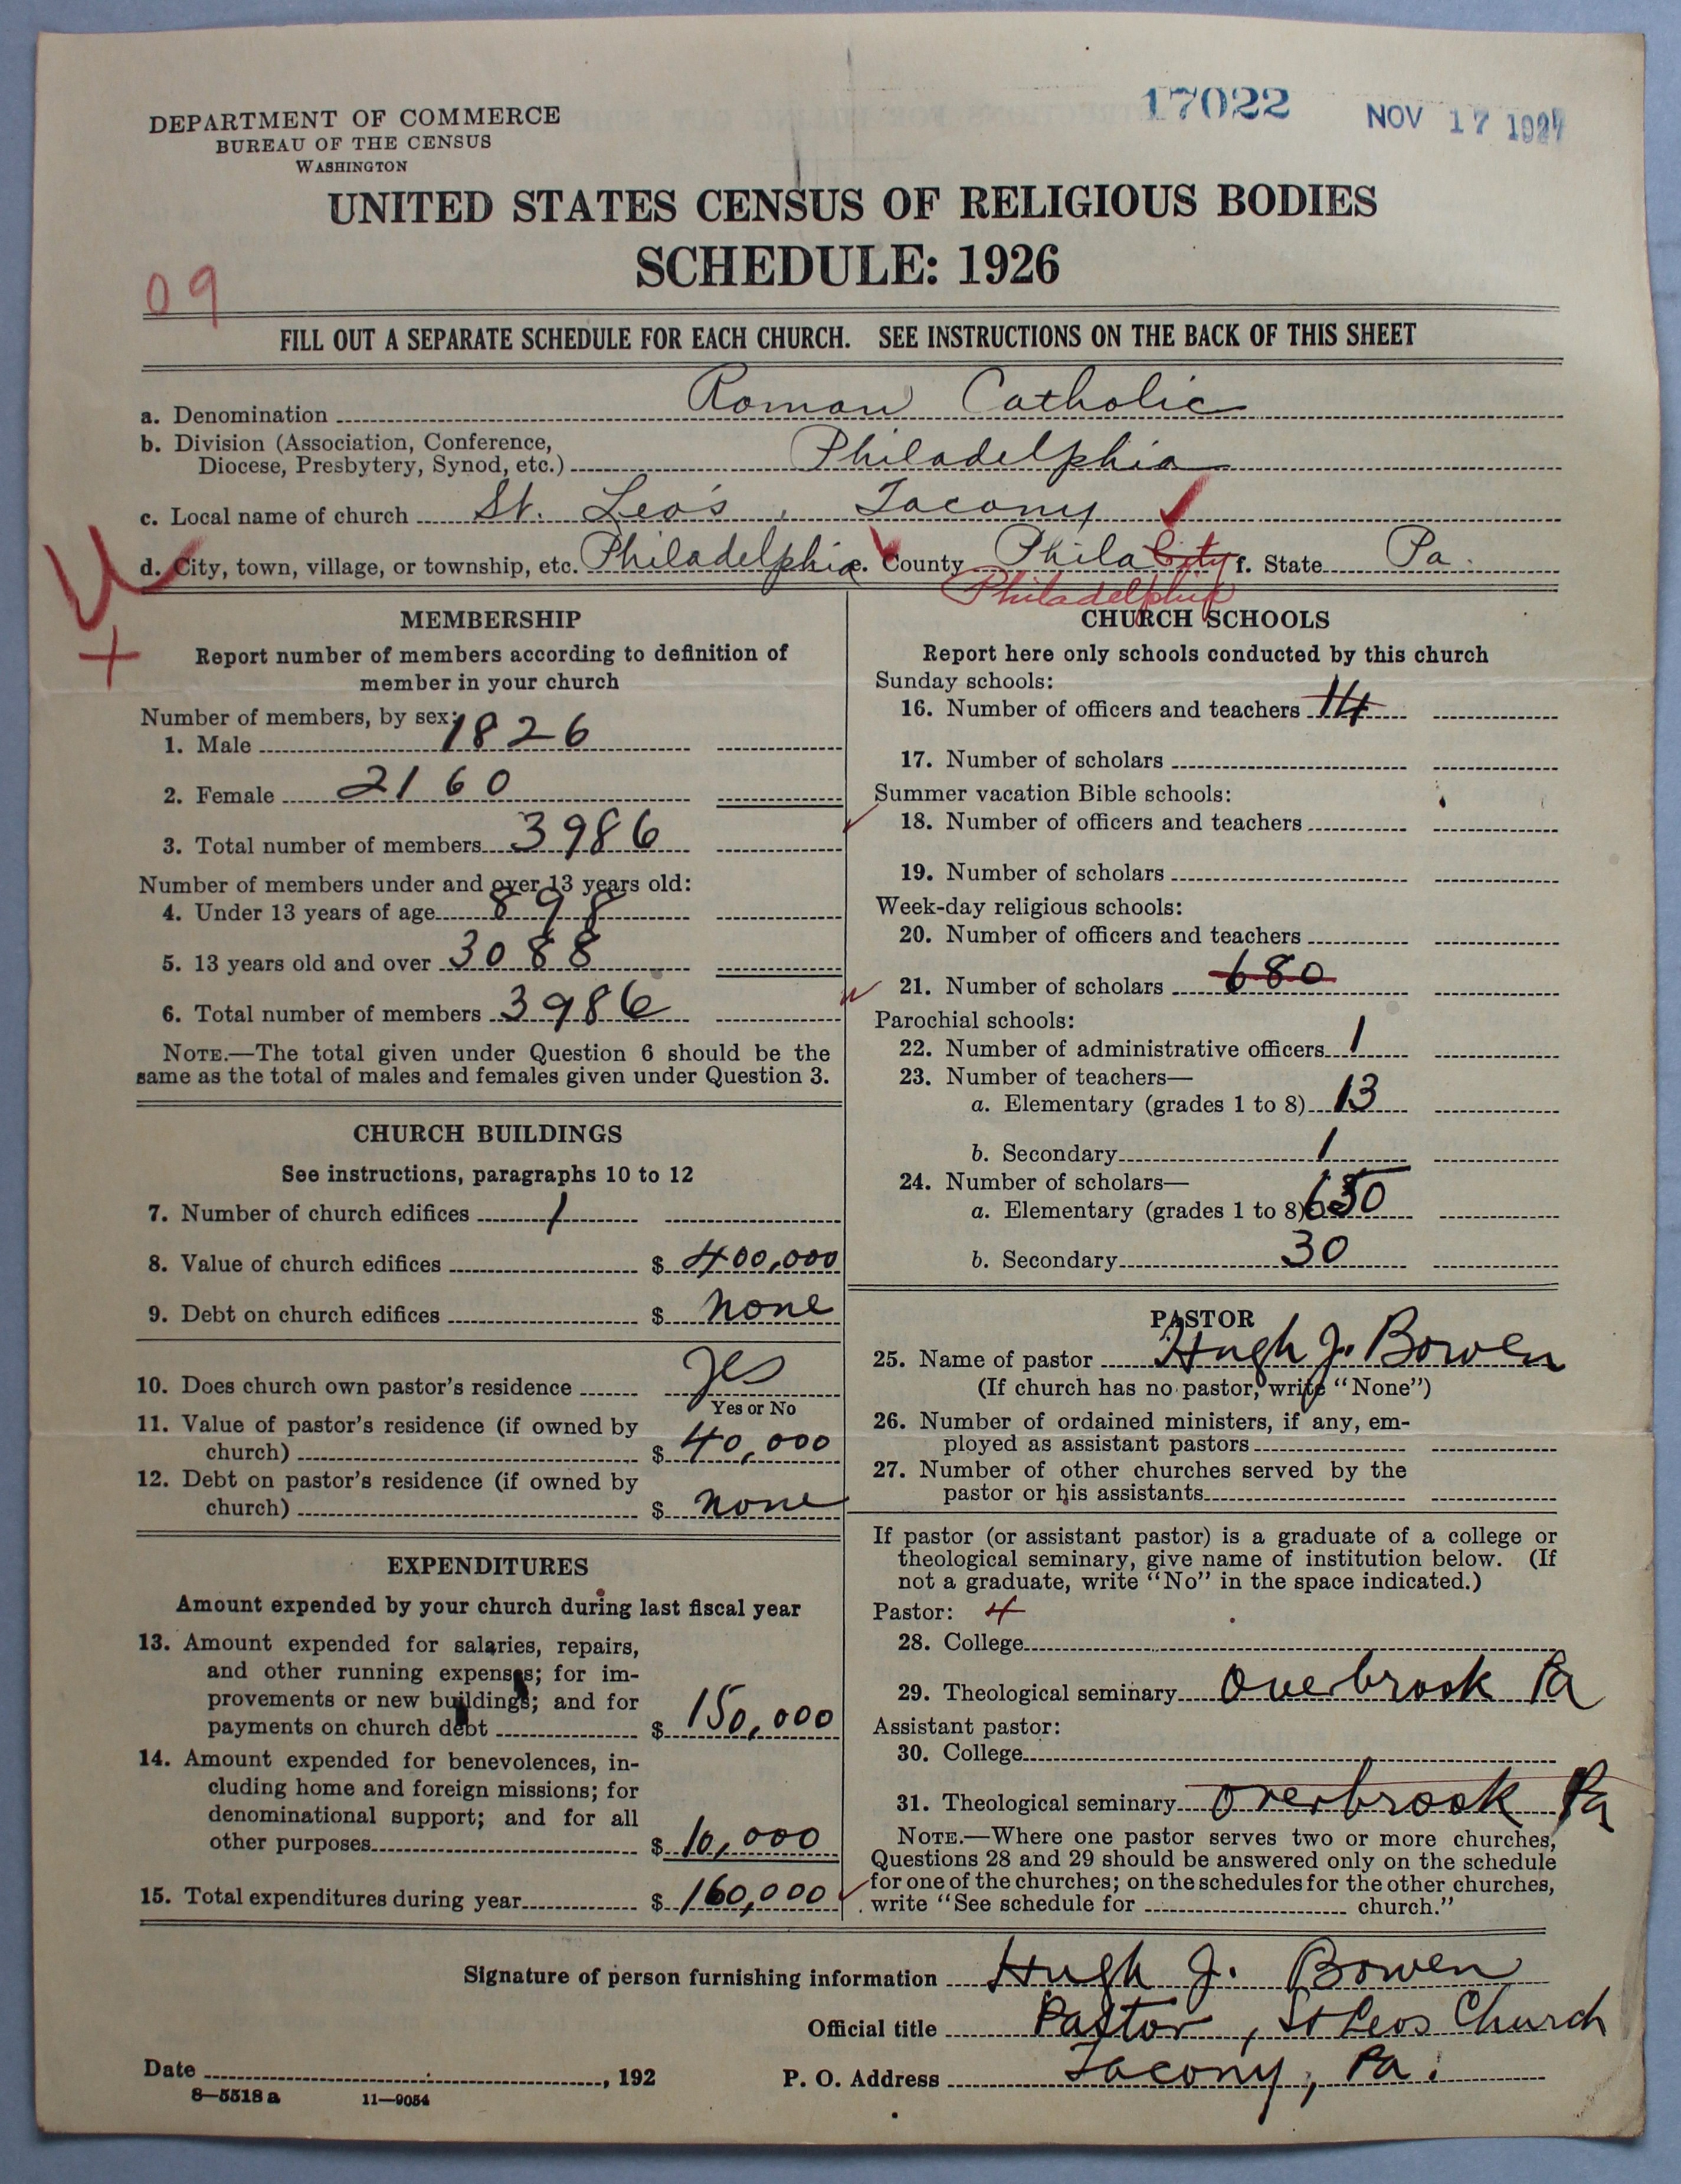 17022 NOV 17 1927
DEPARTMENT OF COMMERCE
BUREAU OF THE CENSUS
WASHINGTON
UNITED STATES CENSUS OF RELIGIOUS BODIES
SCHEDULE: 1926
09
FILL OUT A SEPARATE SCHEDULE FOR EACH CHURCH. SEE INSTRUCTIONS ON THE BACK OF THIS SHEET
a. Denomination Roman Catholic
b. Division (Association, Conference,
Diocese, Presbytery, Synod, etc.) Philadelphia
c. Local name of church St. Leo's, Tacony
d. City, town, village, or township, etc. Philadelphia e. County Phila City f. State Pa.
Philadelphia
MEMBERSHIP
Report number of members according to definition of
member in your church
Number of members, by sex:
1. Male 1826
2. Female 2160
3. Total number of members 3986
Number of members under and over 13 years old:
4. Under 13 years of age 898
5. 13 years old and over 3088
6. Total number of members 3986
NOTE.—The total given under Question 6 should be the
same as the total of males and females given under Question 3.
CHURCH BUILDINGS
See instructions, paragraphs 10 to 12
7. Number of church edifices 1
8. Value of church edifices $ 400,000
9. Debt on church edifices $ none
10. Does church own pastor's residence yes
Yes or No
11. Value of pastor's residence (if owned by
church) $ 40,000
12. Debt on pastor's residence (if owned by
church) $ none
EXPENDITURES
Amount expended by your church during last fiscal year
13. Amount expended for salaries, repairs,
and other running expenses; for im-
provements or new buildings; and for
payments on church debt $ 150,000
14. Amount expended for benevolences, in-
cluding home and foreign missions; for
denominational support; and for all
other purposes $ 10,000
15. Total expenditures during year $ 160,000
CHURCH SCHOOLS
Report here only schools conducted by this church
Sunday schools:
16. Number of officers and teachers 14
17. Number of scholars
Summer vacation Bible schools:
18. Number of officers and teachers
19. Number of scholars
Week-day religious schools:
20. Number of officers and teachers
21. Number of scholars 680
Parochial schools:
22. Number of administrative officers 1
23. Number of teachers—
a. Elementary (grades 1 to 8) 13
b. Secondary 1
24. Number of scholars—
a. Elementary (grades 1 to 8) 650
b. Secondary 30
PASTOR
25. Name of pastor Hugh J. Bowen
(If church has no pastor, write "None")
26. Number of ordained ministers, if any, em-
ployed as assistant pastors
27. Number of other churches served by the
pastor or his assistants
If pastor (or assistant pastor) is a graduate of a college or
theological seminary, give name of institution below. (If
not a graduate, write "No" in the space indicated.)
Pastor: 4
28. College
29. Theological seminary Overbrook Pa
Assistant pastor:
30. College
31. Theological seminary Overbrook Pa
NOTE.—Where one pastor serves two or more churches,
Questions 28 and 29 should be answered only on the schedule
for one of the churches; on the schedules for the other churches,
write "See schedule for church."
Signature of person furnishing information Hugh J. Bowen
Official title Pastor, St Leos Church
Date , 192 P. O. Address Tacony, Pa.
8—5518 a 11—9054